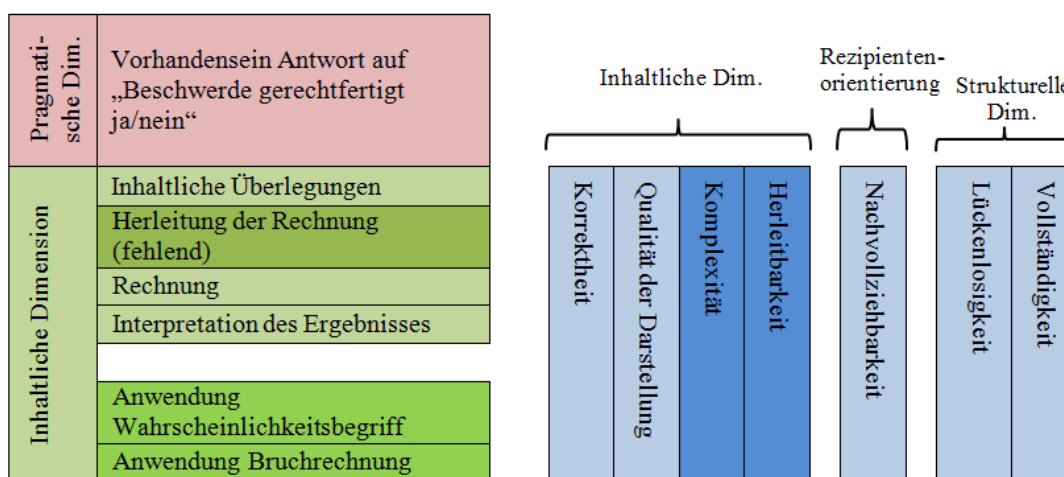 Pragmati-
sche Dim.
Vorhandensein Antwort auf
„Beschwerde gerechtfertigt
ja/nein“
Inhaltliche Dimension
Inhaltliche Überlegungen
Herleitung der Rechnung
(fehlend)
Rechnung
Interpretation des Ergebnisses
Anwendung
Wahrscheinlichkeitsbegriff
Anwendung Bruchrechnung
Inhaltliche Dim.
Korrektheit
Qualität der Darstellung
Komplexität
Herleitbarkeit
Rezipienten-
orientierung
Nachvollziehbarkeit
Strukturelle
Dim.
Lückenlosigkeit
Vollständigkeit